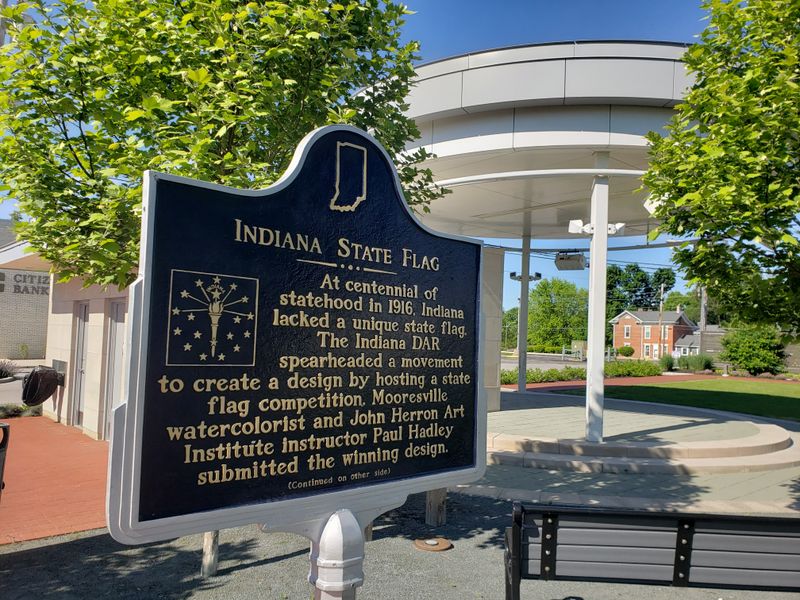 CITIZ
BANK
INDIANA STATE FLAG
At centennial of
statehood in 1916, Indiana
lacked a unique state flag.
The Indiana DAR
spearheaded a movement
to create a design by hosting a state
flag competition. Mooresville
watercolorist and John Herron Art
Institute instructor Paul Hadley
submitted the winning design.
(Continued on other side)